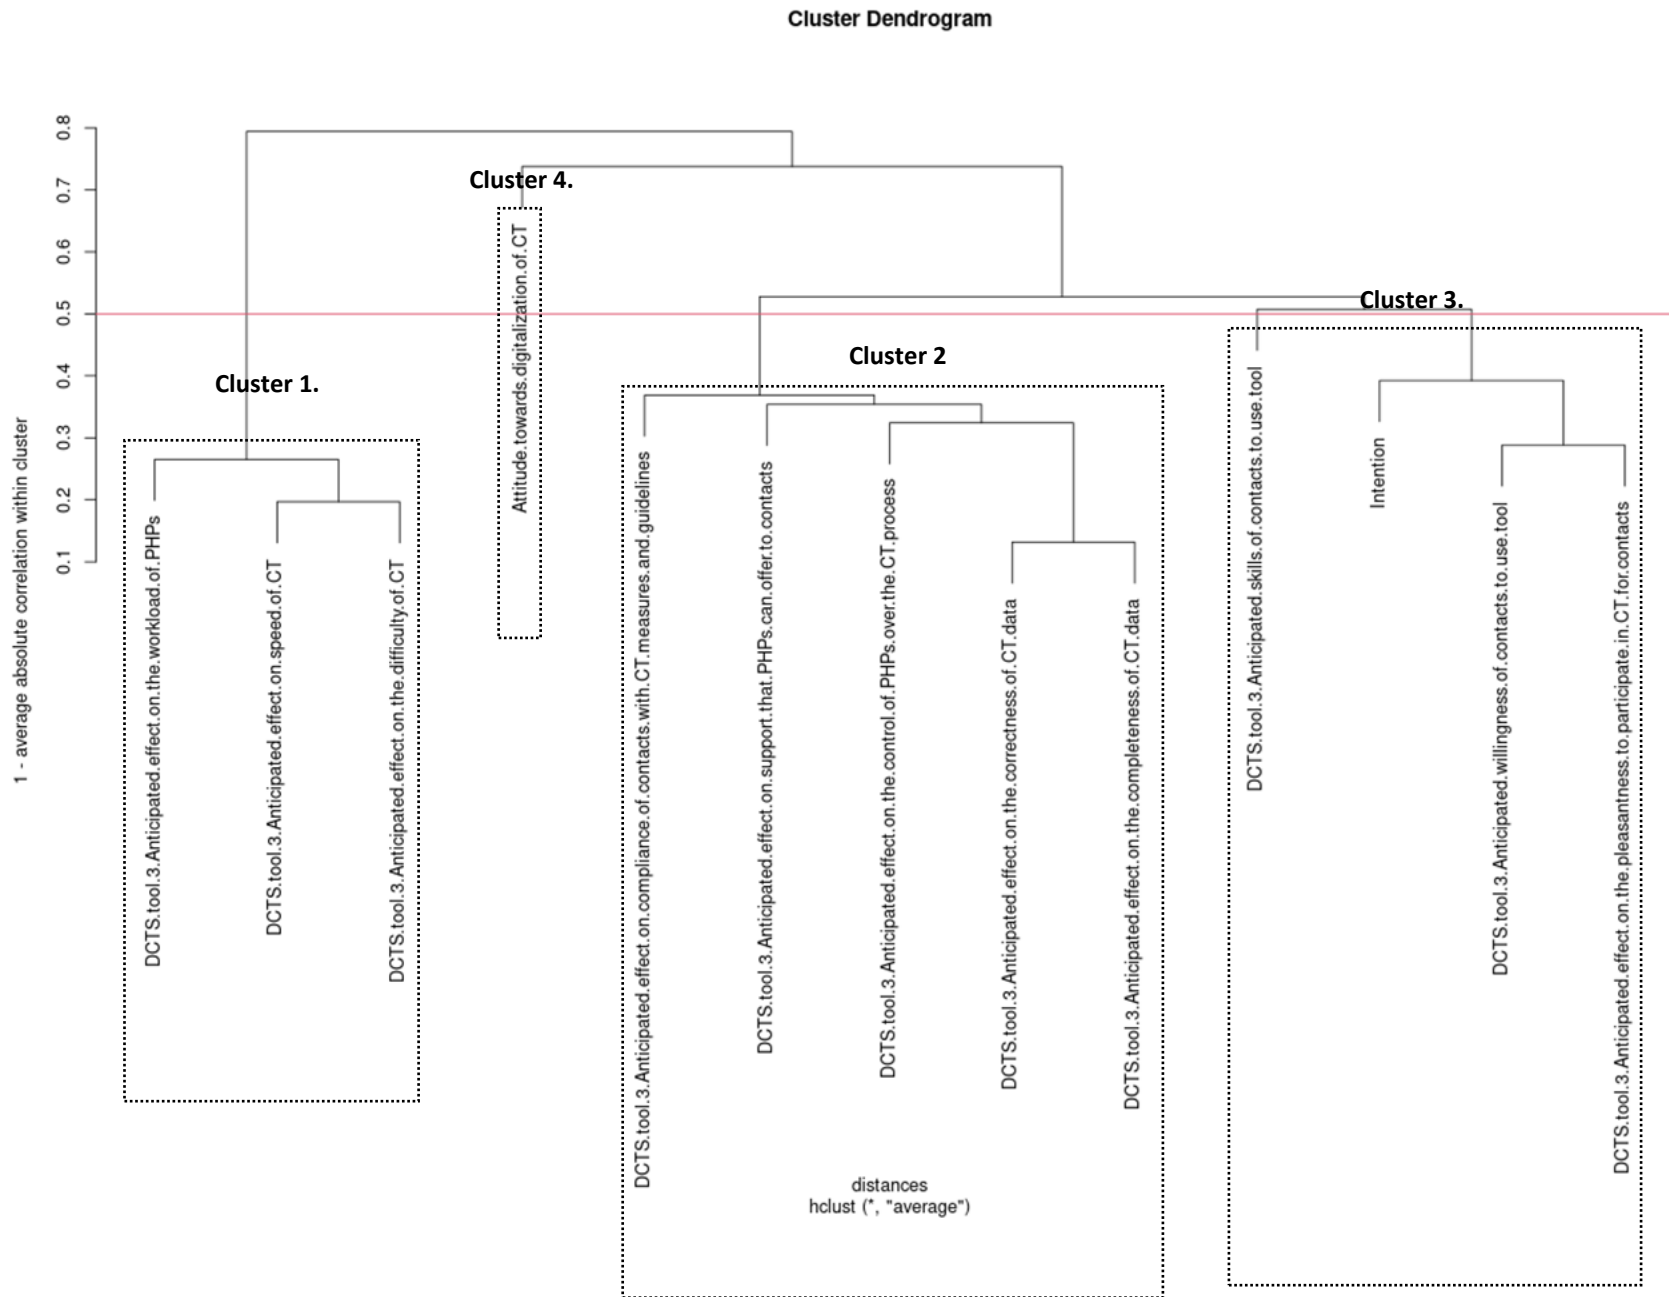 Cluster Dendrogram
1 - average absolute correlation within cluster
0.8
0.7
0.6
0.5
0.4
0.3
0.2
0.1
Cluster 1.
DCTS.tool.3.Anticipated.effect.on.the.workload.of.PHPs
DCTS.tool.3.Anticipated.effect.on.speed.of.CT
DCTS.tool.3.Anticipated.effect.on.the.difficulty.of.CT
Cluster 4.
Attitude.towards.digitalization.of.CT
Cluster 2
DCTS.tool.3.Anticipated.effect.on.compliance.of.contacts.with.CT.measures.and.guidelines
DCTS.tool.3.Anticipated.effect.on.support.that.PHPs.can.offer.to.contacts
DCTS.tool.3.Anticipated.effect.on.the.control.of.PHPs.over.the.CT.process
DCTS.tool.3.Anticipated.effect.on.the.correctness.of.CT.data
DCTS.tool.3.Anticipated.effect.on.the.completeness.of.CT.data
Cluster 3.
DCTS.tool.3.Anticipated.skills.of.contacts.to.use.tool
Intention
DCTS.tool.3.Anticipated.willingness.of.contacts.to.use.tool
DCTS.tool.3.Anticipated.effect.on.the.pleasantness.to.participate.in.CT.for.contacts
distances
hclust (*, "average")